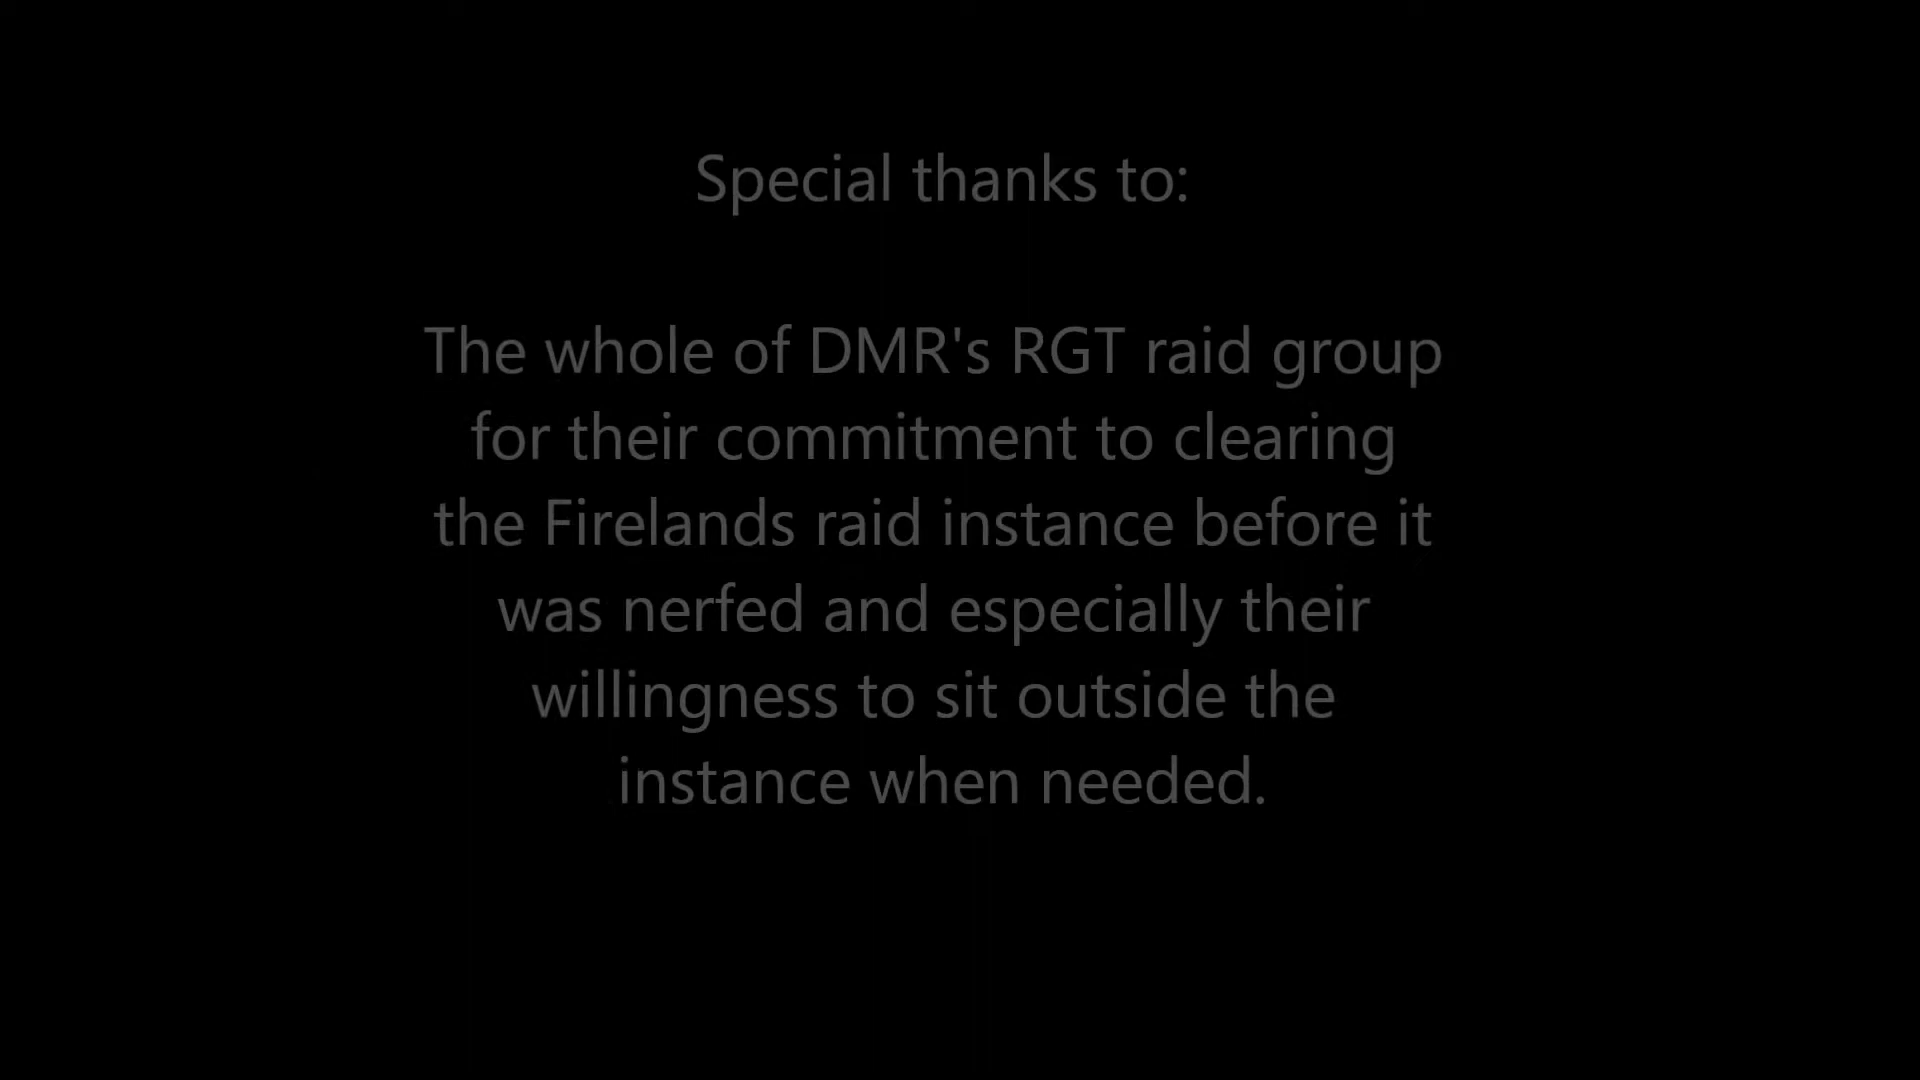 Special thanks to:
The whole of DMR's RGT raid group
for their commitment to clearing
the Firelands raid instance before it
was nerfed and especially their
willingness to sit outside the
instance when needed.